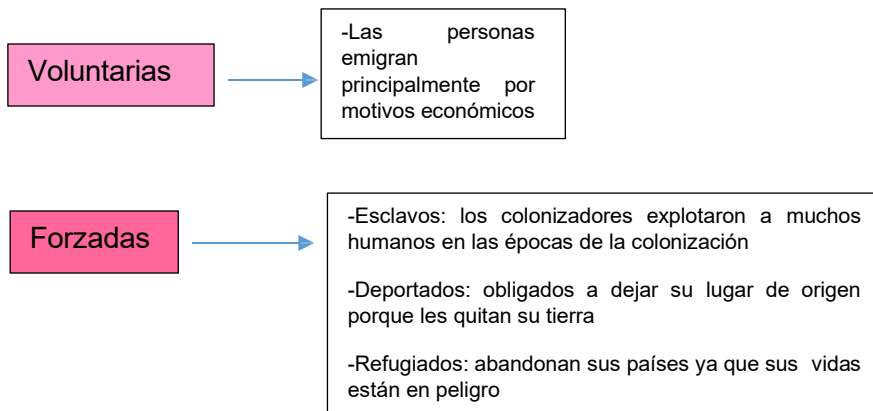 Voluntarias
-Las personas
emigran
principalmente por
motivos económicos
Forzadas
-Esclavos: los colonizadores explotaron a muchos
humanos en las épocas de la colonización
-Deportados: obligados a dejar su lugar de origen
porque les quitan su tierra
-Refugiados: abandonan sus países ya que sus vidas
están en peligro